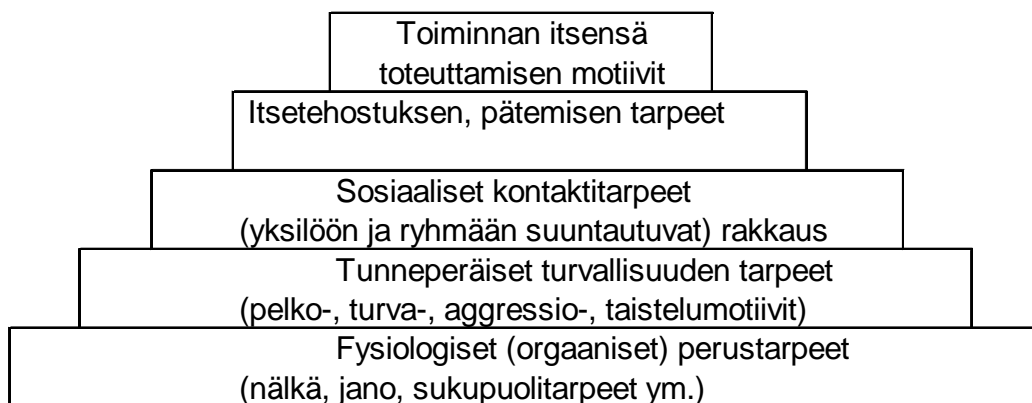 Toiminnan itsensä
toteuttamisen motiivit
Itsetehostuksen, pätemisen tarpeet
Sosiaaliset kontaktitarpeet
(yksilöön ja ryhmään suuntautuvat) rakkaus
Tunneperäiset turvallisuuden tarpeet
(pelko-, turva-, aggressio-, taistelumotiivit)
Fysiologiset (orgaaniset) perustarpeet
(nälkä, jano, sukupuolitarpeet ym.)